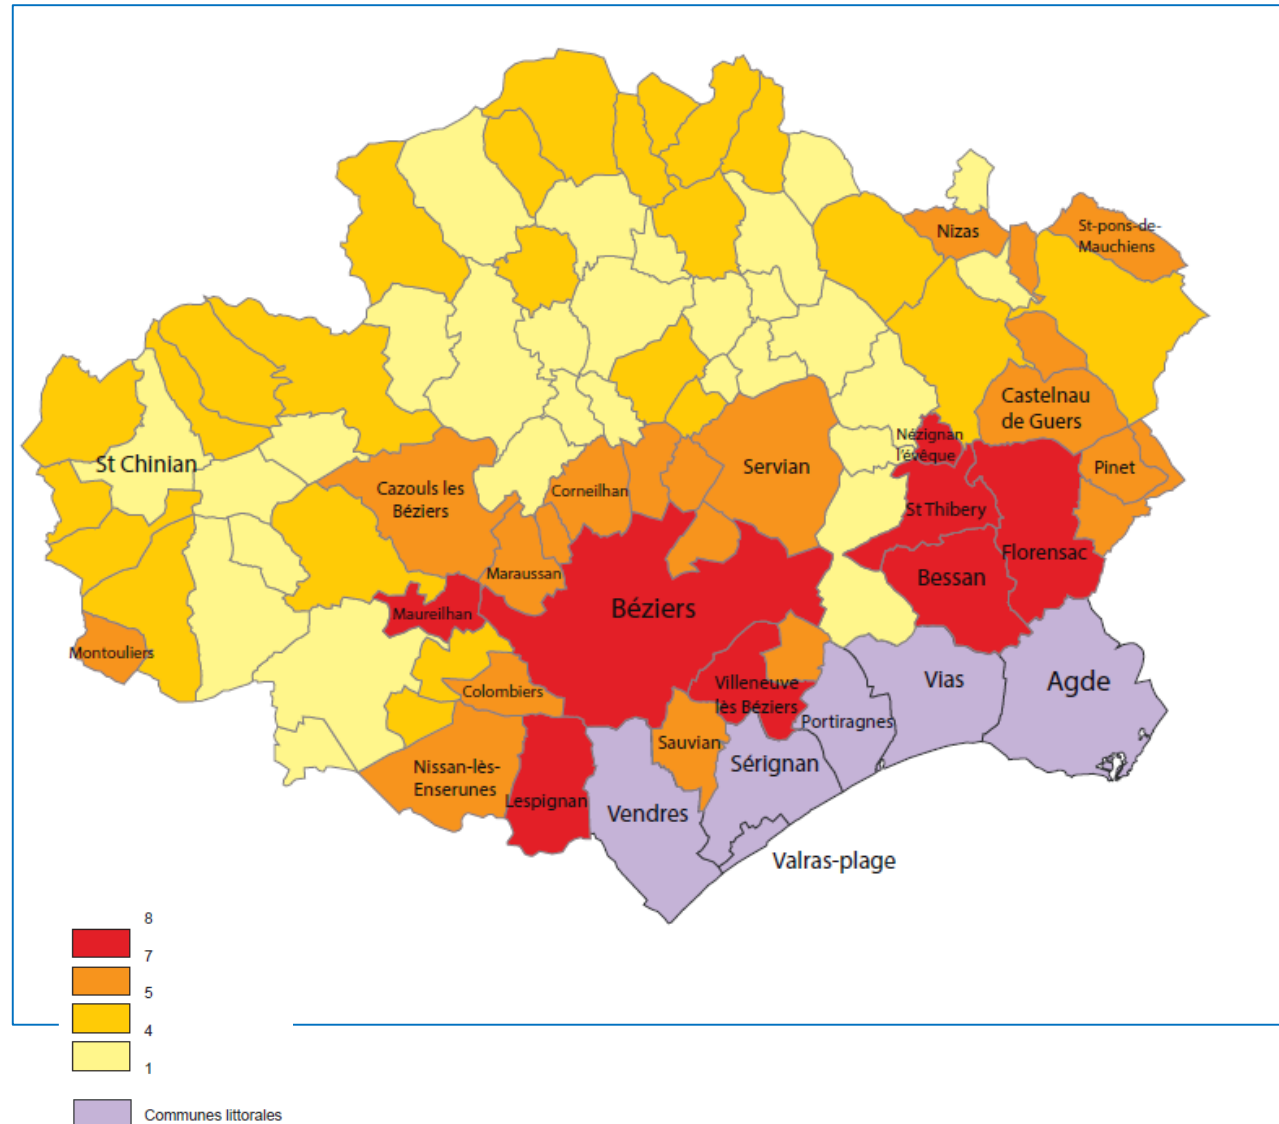 Nizas
St-pons-de-
Mauchiens
Castelnau
de Guers
Nézignan
l'évêque
St Chinian
Servian
Pinet
Cazouls les
Béziers
Corneilhan
St Thibery
Florensac
Maraussan
Bessan
Béziers
Maureilhan
Montouliers
Colombiers
Villeneuve
lès Béziers
Vias
Agde
Portiragnes
Sauvian
Sérignan
Nissan-lès-
Enserunes
Lespignan
Vendres
Valras-plage
8
7
5
4
1
Communes littorales